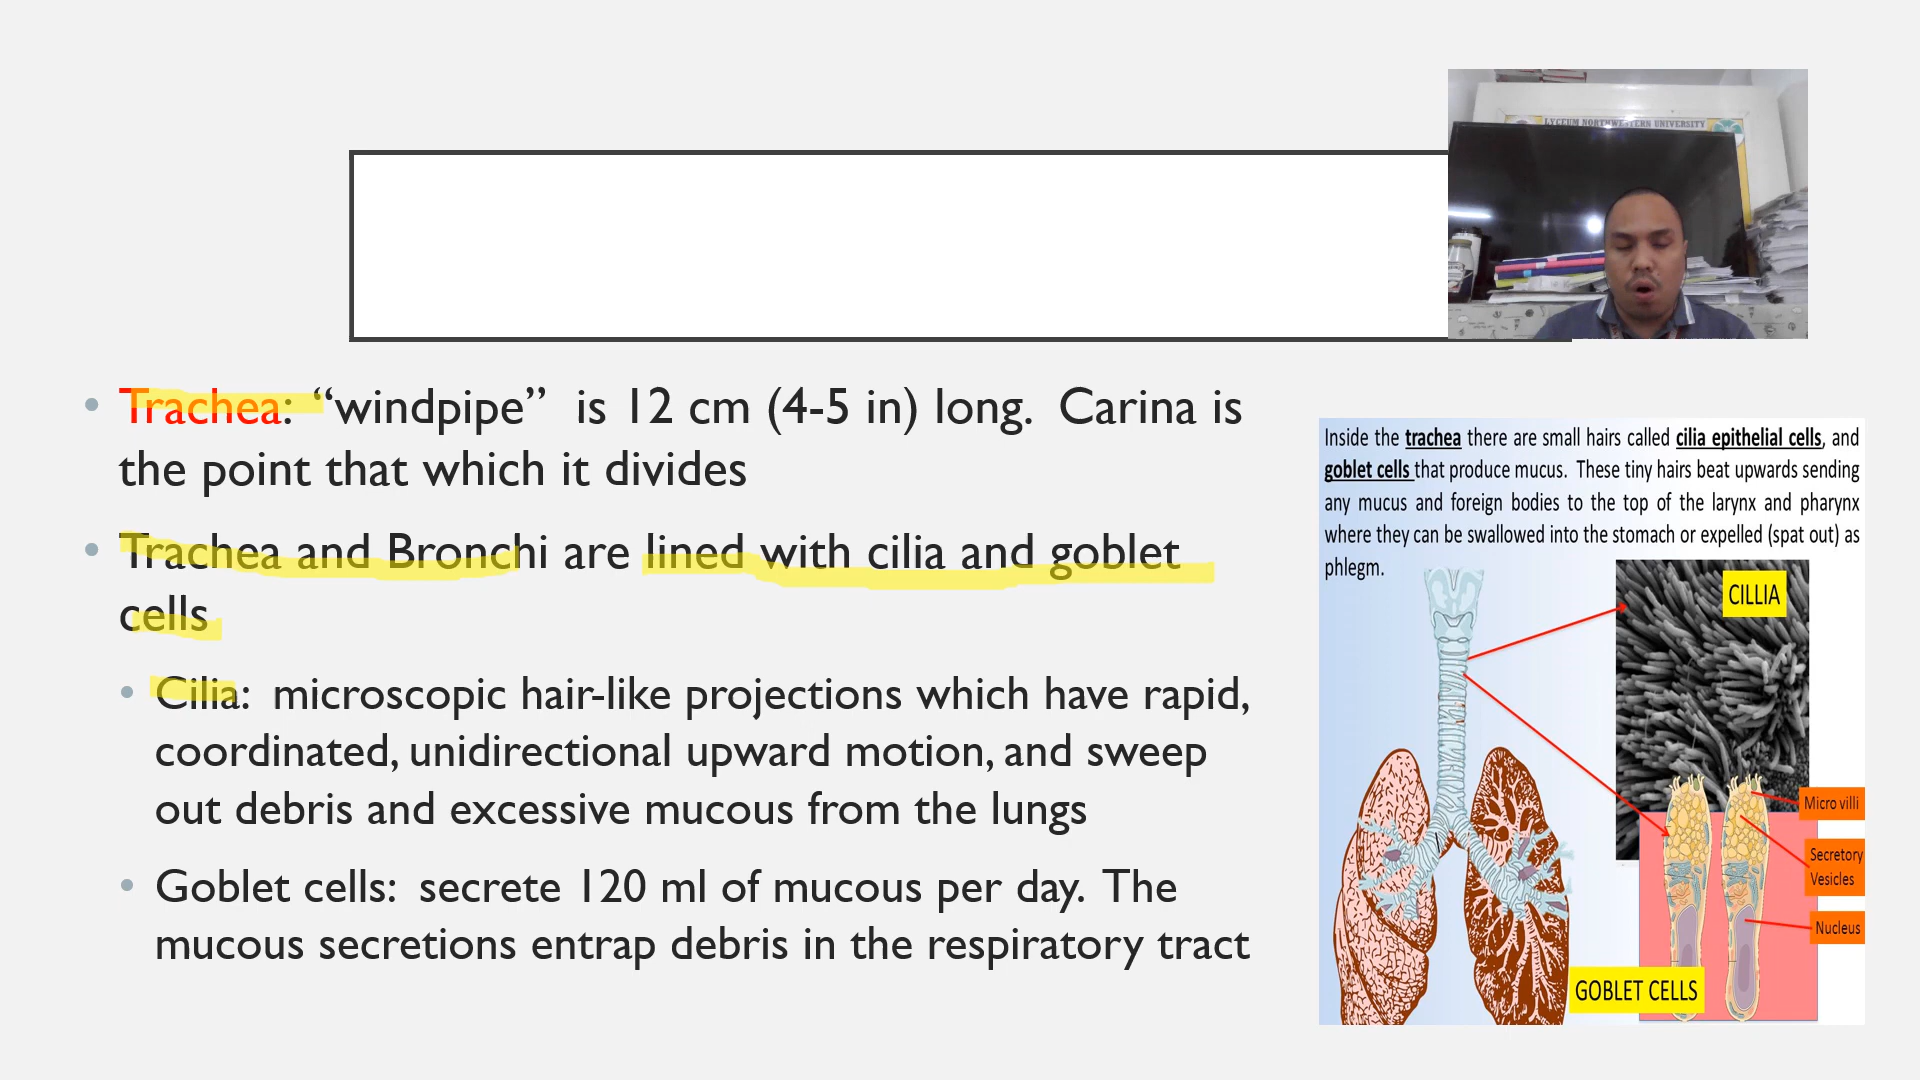 LYCEUM NORTHWESTERN UNIVERSITY
Trachea: “windpipe” is 12 cm (4-5 in) long. Carina is
the point that which it divides
Trachea and Bronchi are lined with cilia and goblet
cells
Cilia: microscopic hair-like projections which have rapid,
coordinated, unidirectional upward motion, and sweep
out debris and excessive mucous from the lungs
Goblet cells: secrete 120 ml of mucous per day. The
mucous secretions entrap debris in the respiratory tract
Inside the trachea there are small hairs called cilia epithelial cells, and
goblet cells that produce mucus. These tiny hairs beat upwards sending
any mucus and foreign bodies to the top of the larynx and pharynx
where they can be swallowed into the stomach or expelled (spat out) as
phlegm.
CILLIA
Micro villi
Secretory
Vesicles
Nucleus
GOBLET CELLS